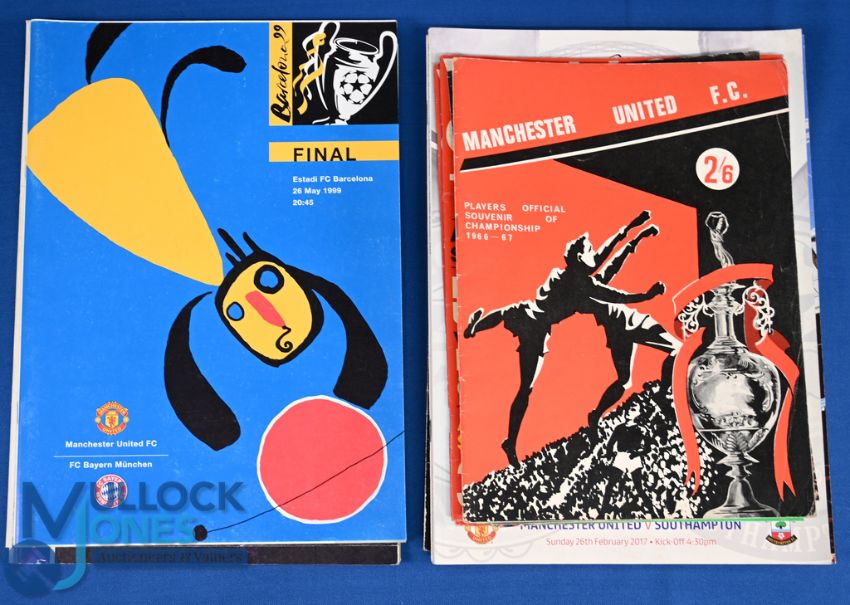 Barcelona 99
FINAL
Estadi FC Barcelona
26 May 1999
20:45
Manchester United FC
FC Bayern München
MULLOCK
JONES
Auctioneers & Valuers
MANCHESTER UNITED F.C.
2/6
PLAYERS OFFICIAL
SOUVENIR OF
CHAMPIONSHIP
1966-67
MANCHESTER UNITED V SOUTHAMPTON
Sunday 26th February 2017 • Kick-Off 4:30pm